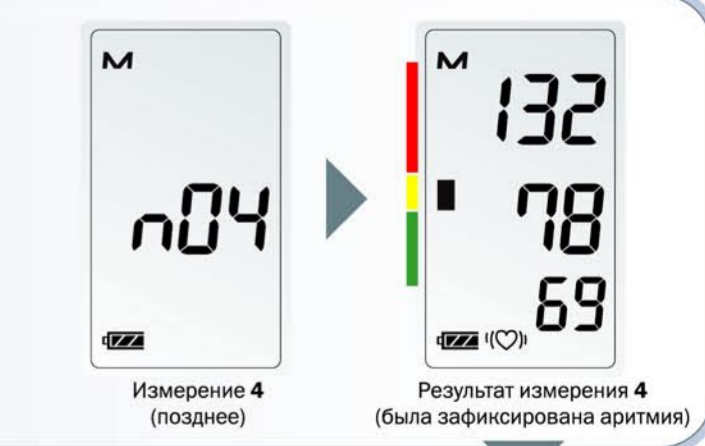 M
n04
Измерение 4
(позднее)
M
132
78
69
Результат измерения 4
(была зафиксирована аритмия)